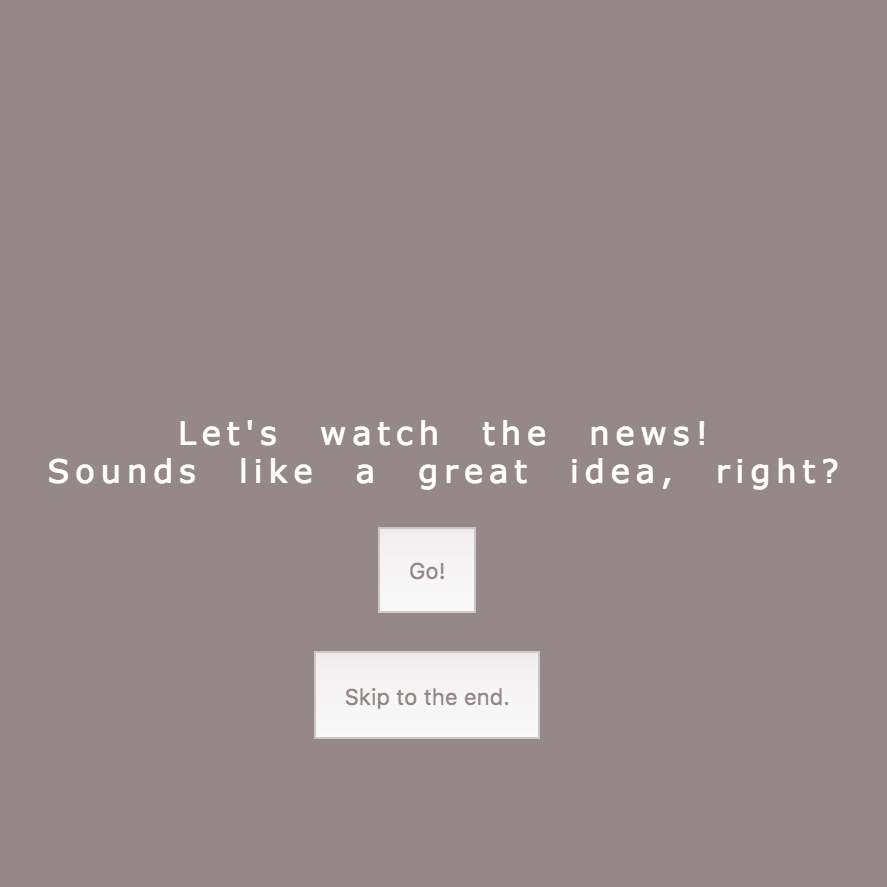 Let's watch the news!
Sounds like a great idea, right?
Go!
Skip to the end.